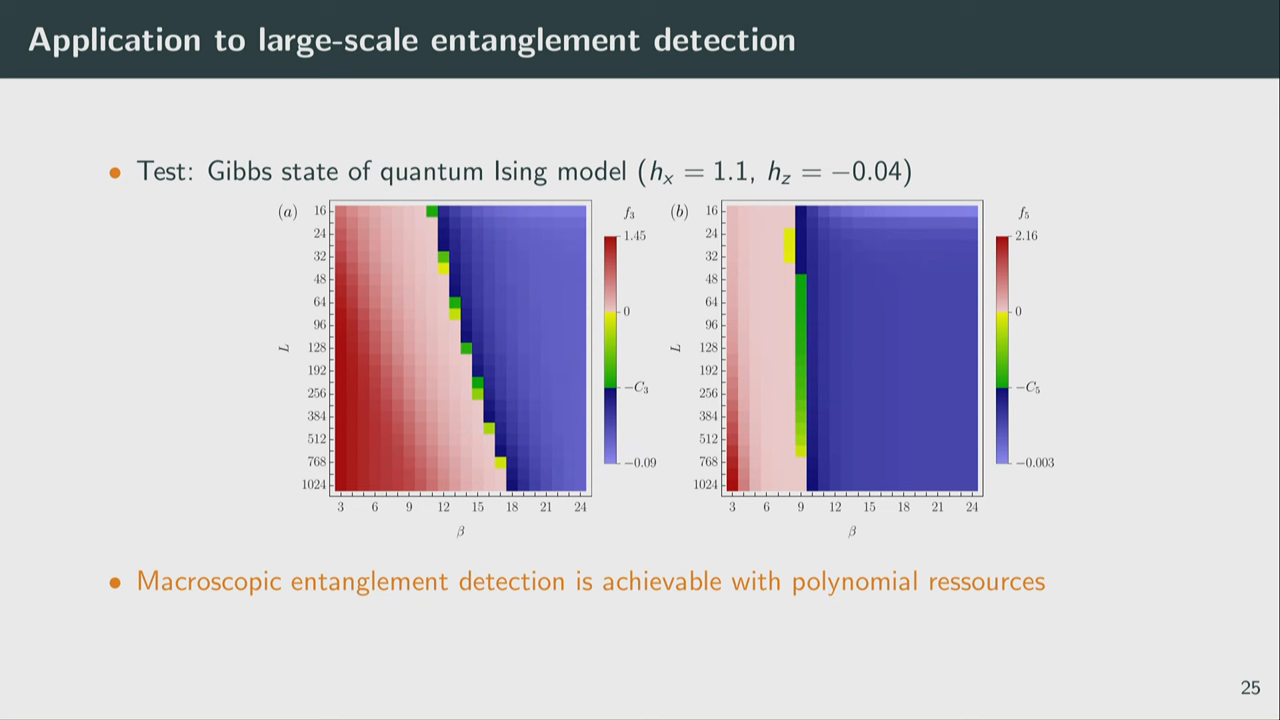 Application to large-scale entanglement detection
• Test: Gibbs state of quantum Ising model (hₓ = 1.1, h_z = −0.04)
(a)
16
24
32
48
64
96
128
192
256
384
512
768
1024
L
3 6 9 12 15 18 21 24
β
f₃
1.45
0
−C₃
−0.09
(b)
16
24
32
48
64
96
128
192
256
384
512
768
1024
L
3 6 9 12 15 18 21 24
β
f₅
2.16
0
−C₅
−0.003
• Macroscopic entanglement detection is achievable with polynomial ressources
25